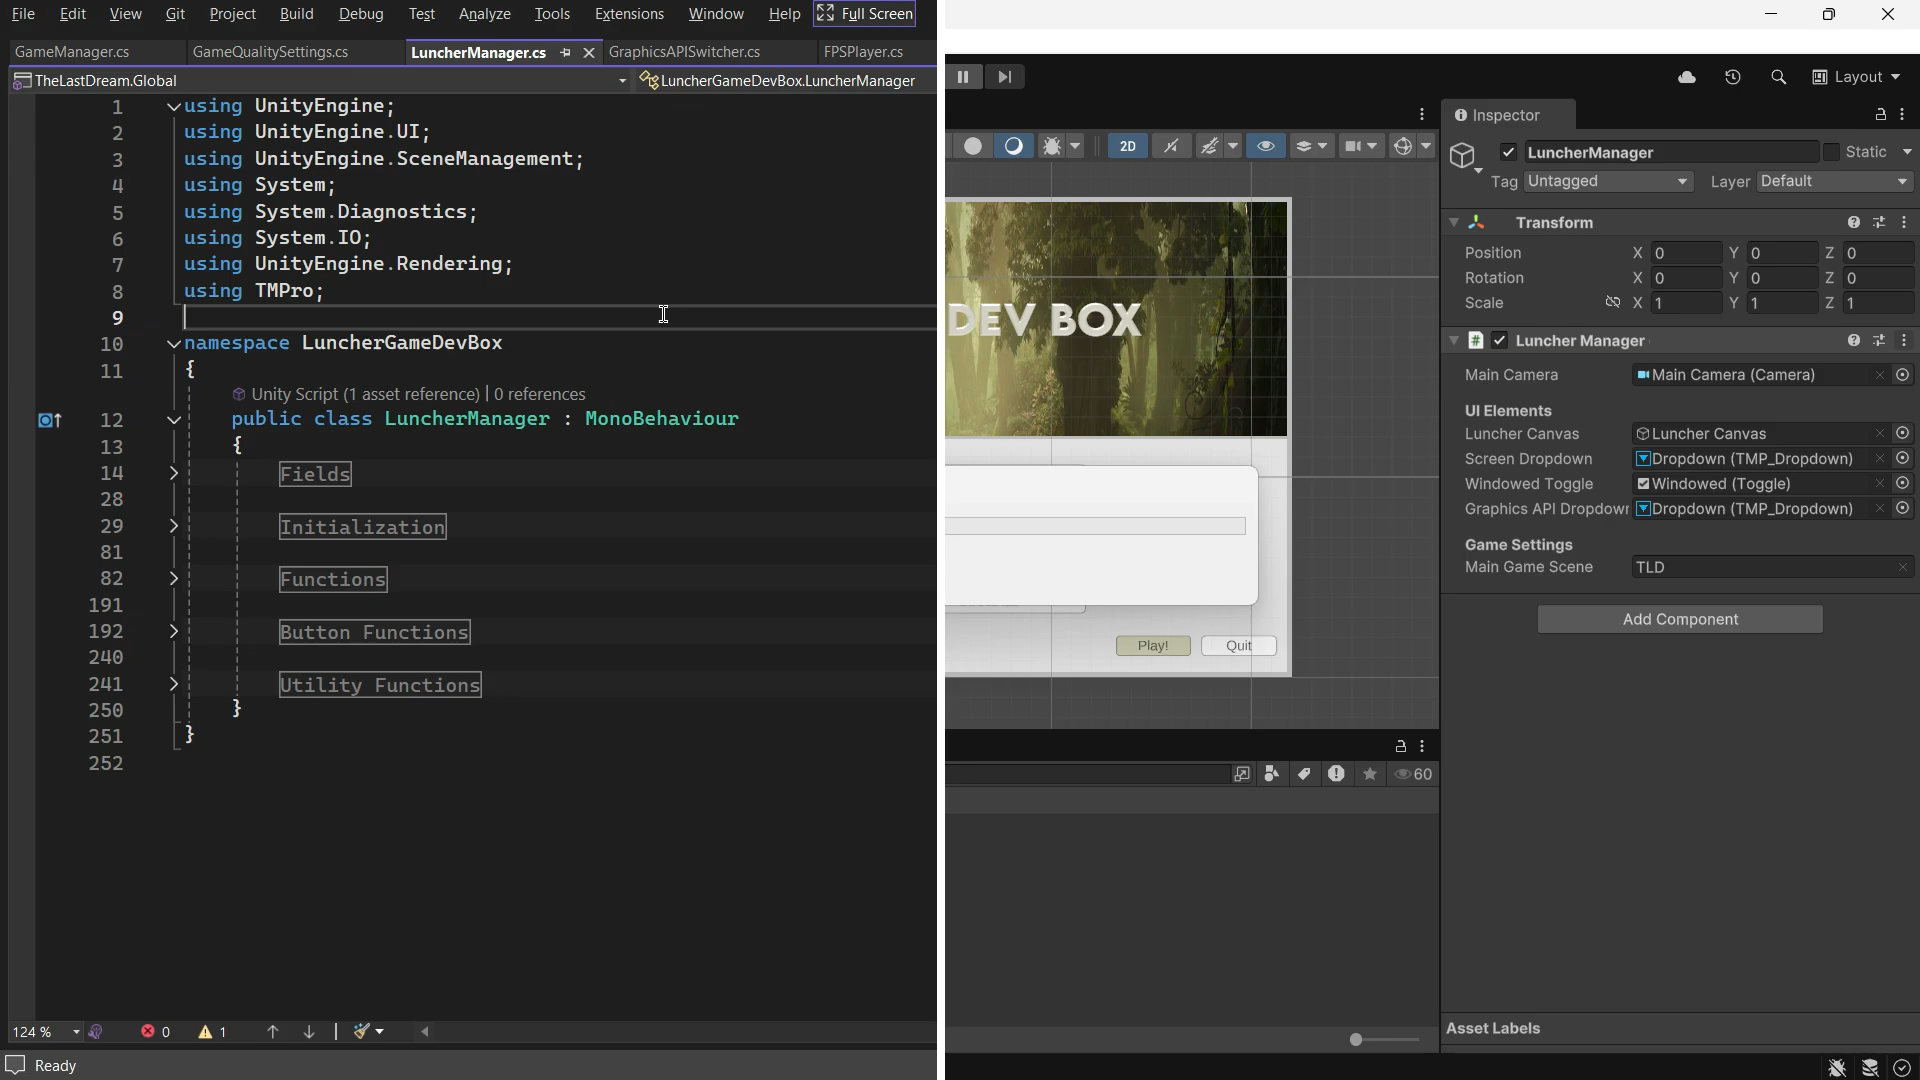 File Edit View Git Project Build Debug Test Analyze Tools Extensions Window Help Full Screen
GameManager.cs GameQualitySettings.cs LuncherManager.cs GraphicsAPISwitcher.cs FPSPlayer.cs
TheLastDream.Global LuncherGameDevBox.LuncherManager
1 using UnityEngine;
2 using UnityEngine.UI;
3 using UnityEngine.SceneManagement;
4 using System;
5 using System.Diagnostics;
6 using System.IO;
7 using UnityEngine.Rendering;
8 using TMPro;
9
10 namespace LuncherGameDevBox
11 {
Unity Script (1 asset reference) | 0 references
12 public class LuncherManager : MonoBehaviour
13 {
14 Fields
28
29 Initialization
81
82 Functions
191
192 Button Functions
240
241 Utility Functions
250 }
251 }
252
124 % 0 1
Ready
Layout
Inspector
2D
LuncherManager Static
Tag Untagged Layer Default
Transform
Position X 0 Y 0 Z 0
Rotation X 0 Y 0 Z 0
Scale X 1 Y 1 Z 1
Luncher Manager
Main Camera Main Camera (Camera)
UI Elements
Luncher Canvas Luncher Canvas
Screen Dropdown Dropdown (TMP_Dropdown)
Windowed Toggle Windowed (Toggle)
Graphics API Dropdown Dropdown (TMP_Dropdown)
Game Settings
Main Game Scene TLD
Add Component
DEV BOX
Play! Quit
60
Asset Labels